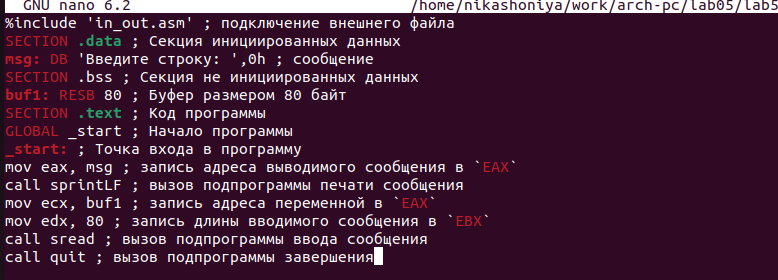 GNU nano 6.2 /home/nikashoniya/work/arch-pc/lab05/lab5
%include 'in_out.asm' ; подключение внешнего файла
SECTION .data ; Секция инициированных данных
msg: DB 'Введите строку: ',0h ; сообщение
SECTION .bss ; Секция не инициированных данных
buf1: RESB 80 ; Буфер размером 80 байт
SECTION .text ; Код программы
GLOBAL _start ; Начало программы
_start: ; Точка входа в программу
mov eax, msg ; запись адреса выводимого сообщения в `EAX`
call sprintLF ; вызов подпрограммы печати сообщения
mov ecx, buf1 ; запись адреса переменной в `EAX`
mov edx, 80 ; запись длины вводимого сообщения в `EBX`
call sread ; вызов подпрограммы ввода сообщения
call quit ; вызов подпрограммы завершения